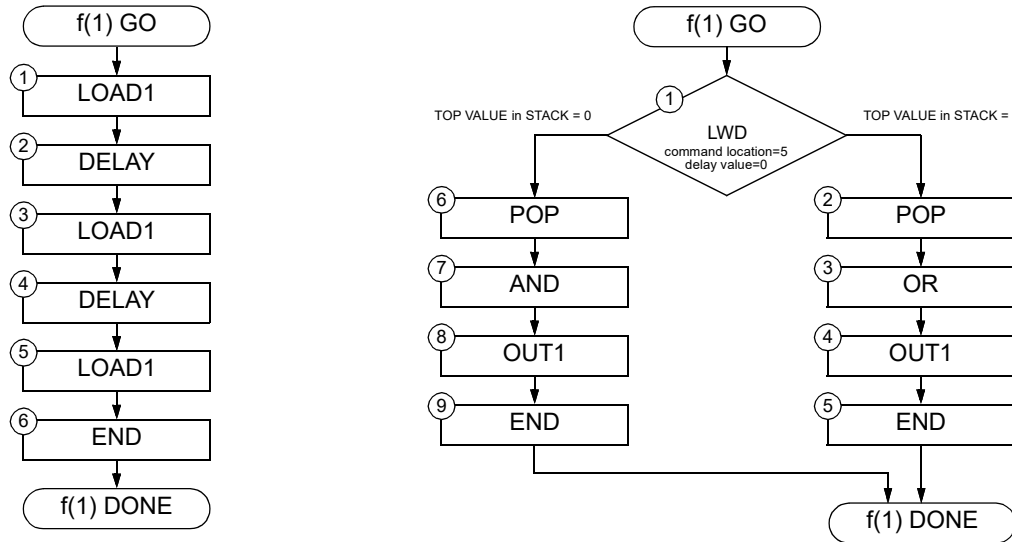 f(1) GO
1
LOAD1
2
DELAY
3
LOAD1
4
DELAY
5
LOAD1
6
END
f(1) DONE
f(1) GO
1
TOP VALUE in STACK = 0
TOP VALUE in STACK =
LWD
command location=5
delay value=0
6
POP
7
AND
8
OUT1
9
END
2
POP
3
OR
4
OUT1
5
END
f(1) DONE